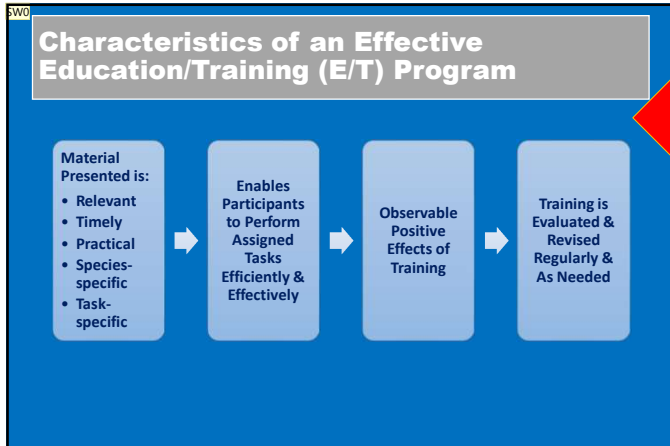 SW0
Characteristics of an Effective
Education/Training (E/T) Program
Material
Presented is:
• Relevant
• Timely
• Practical
• Species-
specific
• Task-
specific
Enables
Participants
to Perform
Assigned
Tasks
Efficiently &
Effectively
Observable
Positive
Effects of
Training
Training is
Evaluated &
Revised
Regularly &
As Needed